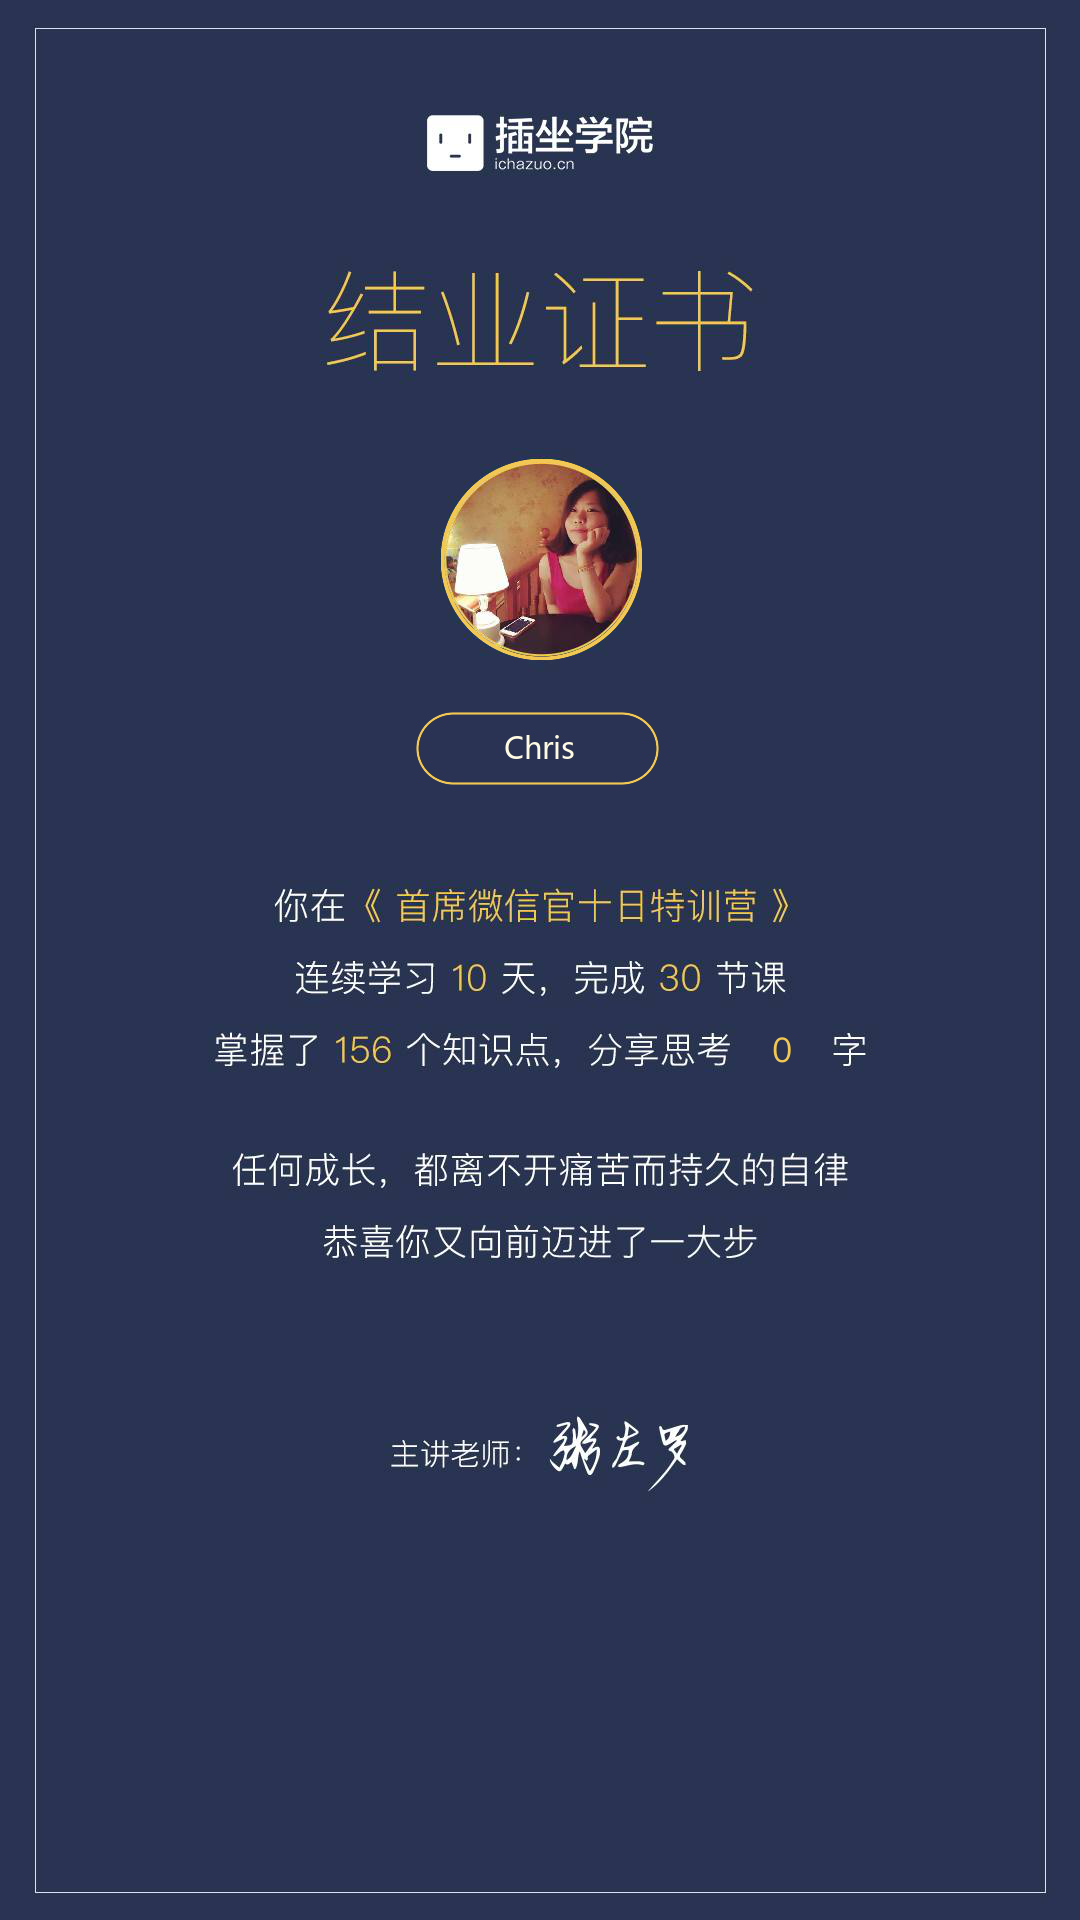 插坐学院
ichazuo.cn
结业证书
Chris
你在《 首席微信官十日特训营 》
连续学习 10 天，完成 30 节课
掌握了 156 个知识点，分享思考 0 字
任何成长，都离不开痛苦而持久的自律
恭喜你又向前迈进了一大步
主讲老师：粥左罗